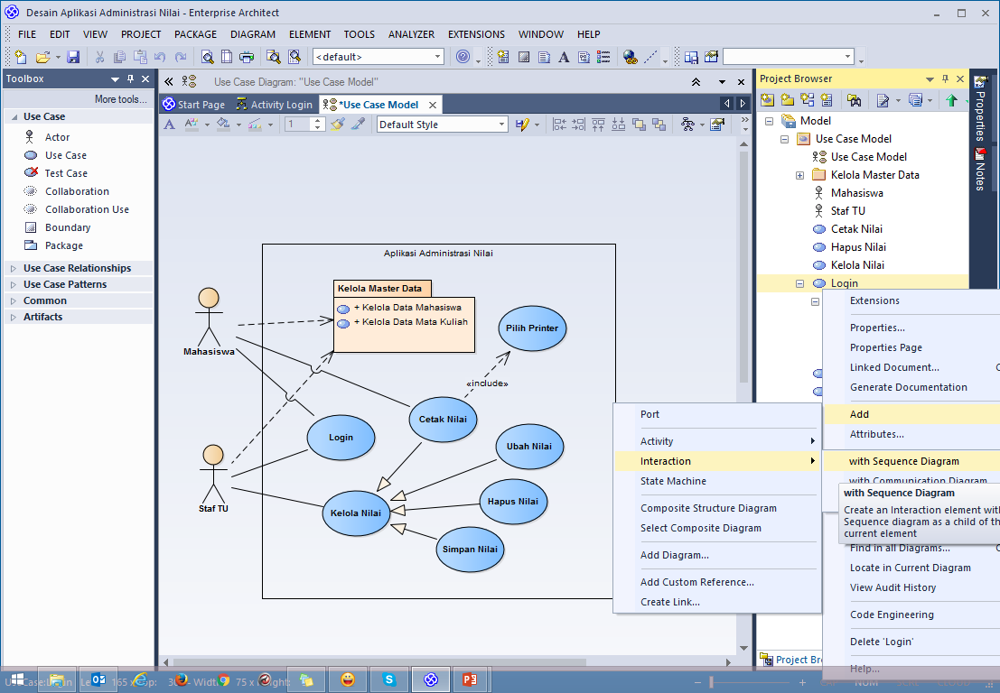 Desain Aplikasi Administrasi Nilai - Enterprise Architect
FILE EDIT VIEW PROJECT PACKAGE DIAGRAM ELEMENT TOOLS ANALYZER EXTENSIONS WINDOW HELP
<default>
Toolbox
More tools...
Use Case
Actor
Use Case
Test Case
Collaboration
Collaboration Use
Boundary
Package
Use Case Relationships
Use Case Patterns
Common
Artifacts
Use Case Diagram: "Use Case Model"
Start Page
Activity Login
*Use Case Model
1
Default Style
Aplikasi Administrasi Nilai
Kelola Master Data
+ Kelola Data Mahasiswa
+ Kelola Data Mata Kuliah
Pilih Printer
Mahasiswa
«include»
Cetak Nilai
Login
Ubah Nilai
Staf TU
Hapus Nilai
Kelola Nilai
Simpan Nilai
Project Browser
Model
Use Case Model
Use Case Model
Kelola Master Data
Mahasiswa
Staf TU
Cetak Nilai
Hapus Nilai
Kelola Nilai
Login
Properties
Notes
Extensions
Properties...
Properties Page
Linked Document...
Generate Documentation
Add
Attributes...
Port
Activity
Interaction
State Machine
Composite Structure Diagram
Select Composite Diagram
Add Diagram...
Add Custom Reference...
Create Link...
with Sequence Diagram
with Communication Diagram
with Sequence Diagram
Create an Interaction element with
Sequence diagram as a child of th
current element
Find in all Diagrams...
Locate in Current Diagram
View Audit History
Code Engineering
Delete 'Login'
Help...
Project Br
NUM